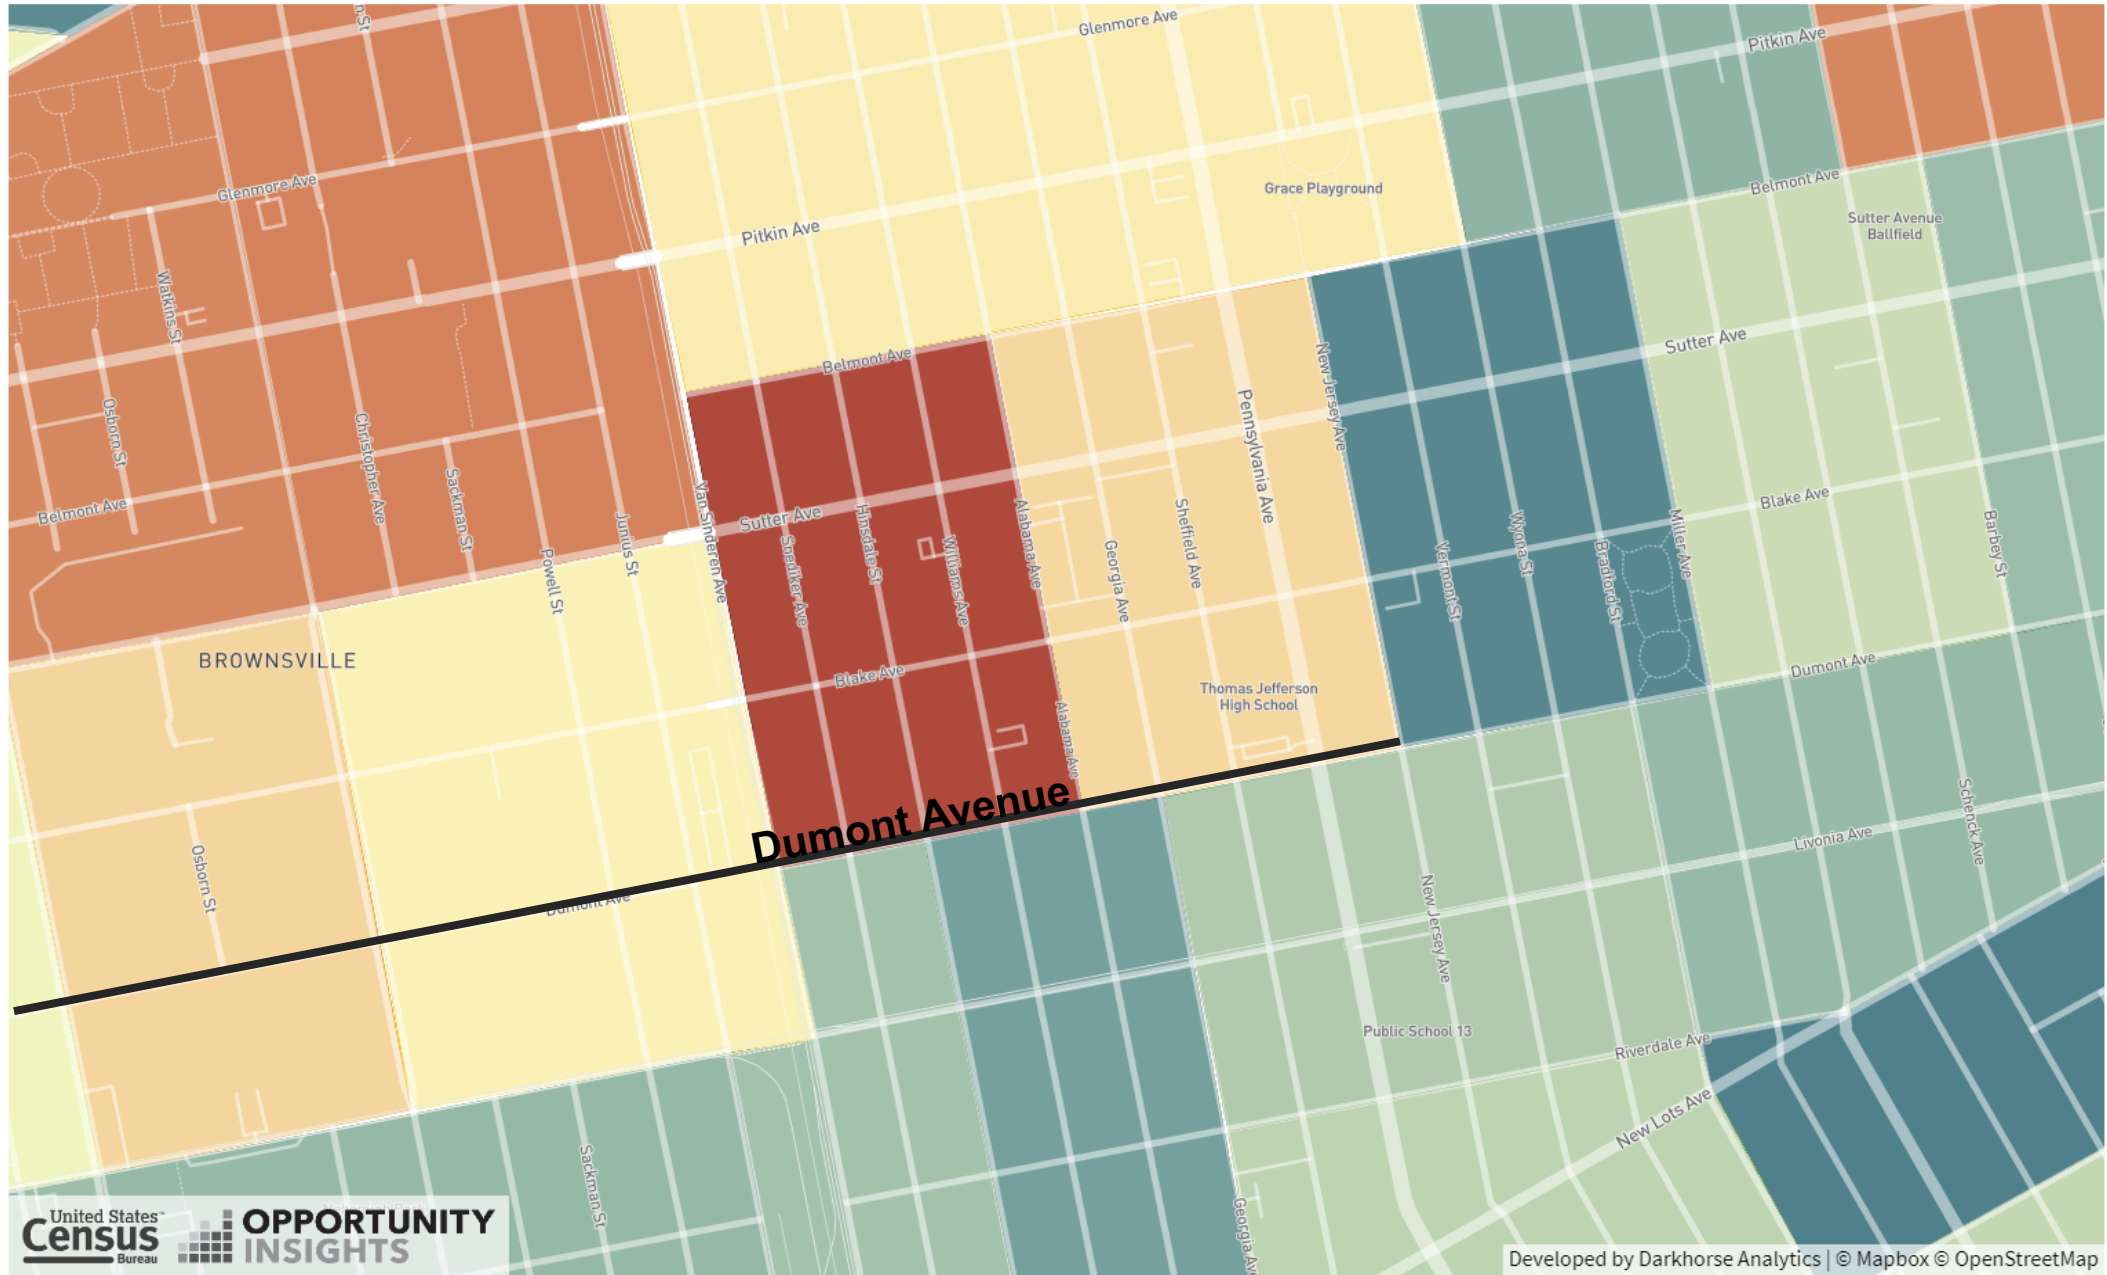 n St
Glenmore Ave
Pitkin Ave
Glenmore Ave
Grace Playground
Belmont Ave
Sutter Avenue
Ballfield
Pitkin Ave
Watkins St
Belmont Ave
Sutter Ave
New Jersey Ave
Pennsylvania Ave
Osborn St
Christopher Ave
Sackman St
Belmont Ave
Junius St
Powell St
Van Sinderen Ave
Sutter Ave
Snediker Ave
Hinsdale St
Williams Ave
Alabama Ave
Georgia Ave
Sheffield Ave
Vermont St
Wyona St
Bradford St
Miller Ave
Blake Ave
Barbey St
BROWNSVILLE
Blake Ave
Alabama Ave
Thomas Jefferson
High School
Dumont Ave
Dumont Avenue
Osborn St
Dumont Ave
New Jersey Ave
Livonia Ave
Schenck Ave
Public School 13
Riverdale Ave
New Lots Ave
Sackman St
Georgia Av
United States™
Census
Bureau
OPPORTUNITY
INSIGHTS
Developed by Darkhorse Analytics | © Mapbox © OpenStreetMap